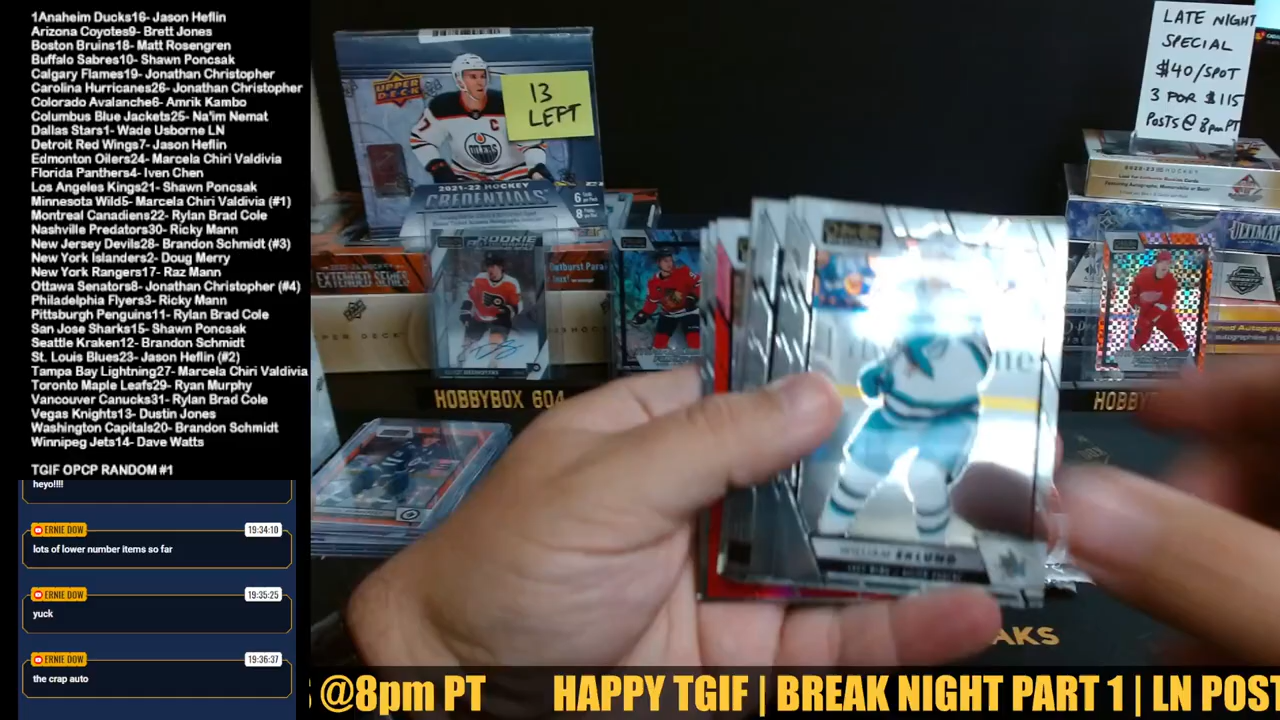 1Anaheim Ducks16- Jason Heflin
Arizona Coyotes9- Brett Jones
Boston Bruins18- Matt Rosengren
Buffalo Sabres10- Shawn Poncsak
Calgary Flames19- Jonathan Christopher
Carolina Hurricanes26- Jonathan Christopher
Colorado Avalanche6- Amrik Kambo
Columbus Blue Jackets25- Na'im Nemat
Dallas Stars1- Wade Usborne LN
Detroit Red Wings7- Jason Heflin
Edmonton Oilers24- Marcela Chiri Valdivia
Florida Panthers4- Iven Chen
Los Angeles Kings21- Shawn Poncsak
Minnesota Wild5- Marcela Chiri Valdivia (#1)
Montreal Canadiens22- Rylan Brad Cole
Nashville Predators30- Ricky Mann
New Jersey Devils28- Brandon Schmidt (#3)
New York Islanders2- Doug Merry
New York Rangers17- Raz Mann
Ottawa Senators8- Jonathan Christopher (#4)
Philadelphia Flyers3- Ricky Mann
Pittsburgh Penguins11- Rylan Brad Cole
San Jose Sharks15- Shawn Poncsak
Seattle Kraken12- Brandon Schmidt
St. Louis Blues23- Jason Heflin (#2)
Tampa Bay Lightning27- Marcela Chiri Valdivia
Toronto Maple Leafs29- Ryan Murphy
Vancouver Canucks31- Rylan Brad Cole
Vegas Knights13- Dustin Jones
Washington Capitals20- Brandon Schmidt
Winnipeg Jets14- Dave Watts
TGIF OPCP RANDOM #1
heyo!!!!
ERNIE DOW 19:34:10
lots of lower number items so far
ERNIE DOW 19:35:25
yuck
ERNIE DOW 19:36:37
the crap auto
UPPER DECK
13
LEFT
2021-22 HOCKEY
CREDENTIALS
EXTENDED SERIES
ROOKIE
HOBBYBOX 604
LATE NIGHT
SPECIAL
$40/SPOT
3 FOR $115
POSTS @ 8pm PT
ULTIMAT
HOBBY
WILLIAM EKLUND
AKS
@8pm PT HAPPY TGIF | BREAK NIGHT PART 1 | LN POST